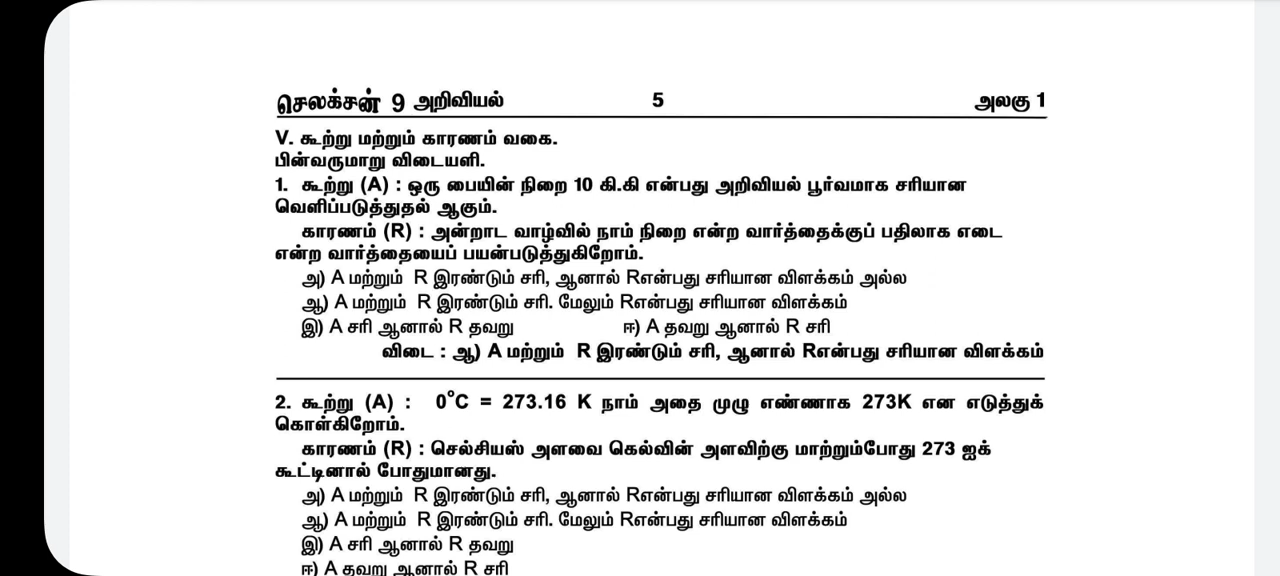 செலக்சன் 9 அறிவியல் 5 அலகு 1
V. கூற்று மற்றும் காரணம் வகை.
பின்வருமாறு விடையளி.
1. கூற்று (A) : ஒரு பையின் நிறை 10 கி.கி என்பது அறிவியல் பூர்வமாக சரியான
வெளிப்படுத்துதல் ஆகும்.
காரணம் (R) : அன்றாட வாழ்வில் நாம் நிறை என்ற வார்த்தைக்குப் பதிலாக எடை
என்ற வார்த்தையைப் பயன்படுத்துகிறோம்.
அ) A மற்றும் R இரண்டும் சரி, ஆனால் Rஎன்பது சரியான விளக்கம் அல்ல
ஆ) A மற்றும் R இரண்டும் சரி. மேலும் Rஎன்பது சரியான விளக்கம்
இ) A சரி ஆனால் R தவறு ஈ) A தவறு ஆனால் R சரி
விடை : ஆ) A மற்றும் R இரண்டும் சரி, ஆனால் Rஎன்பது சரியான விளக்கம்
2. கூற்று (A) : 0°C = 273.16 K நாம் அதை முழு எண்ணாக 273K என எடுத்துக்
கொள்கிறோம்.
காரணம் (R) : செல்சியஸ் அளவை கெல்வின் அளவிற்கு மாற்றும்போது 273 ஐக்
கூட்டினால் போதுமானது.
அ) A மற்றும் R இரண்டும் சரி, ஆனால் Rஎன்பது சரியான விளக்கம் அல்ல
ஆ) A மற்றும் R இரண்டும் சரி. மேலும் Rஎன்பது சரியான விளக்கம்
இ) A சரி ஆனால் R தவறு
ஈ) A தவறு ஆனால் R சரி